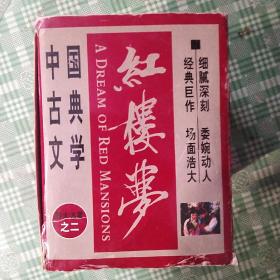 中国
古典
文学
之二
A DREAM OF RED MANSIONS
紅樓夢
细腻深刻 委婉动人
经典巨作 场面浩大